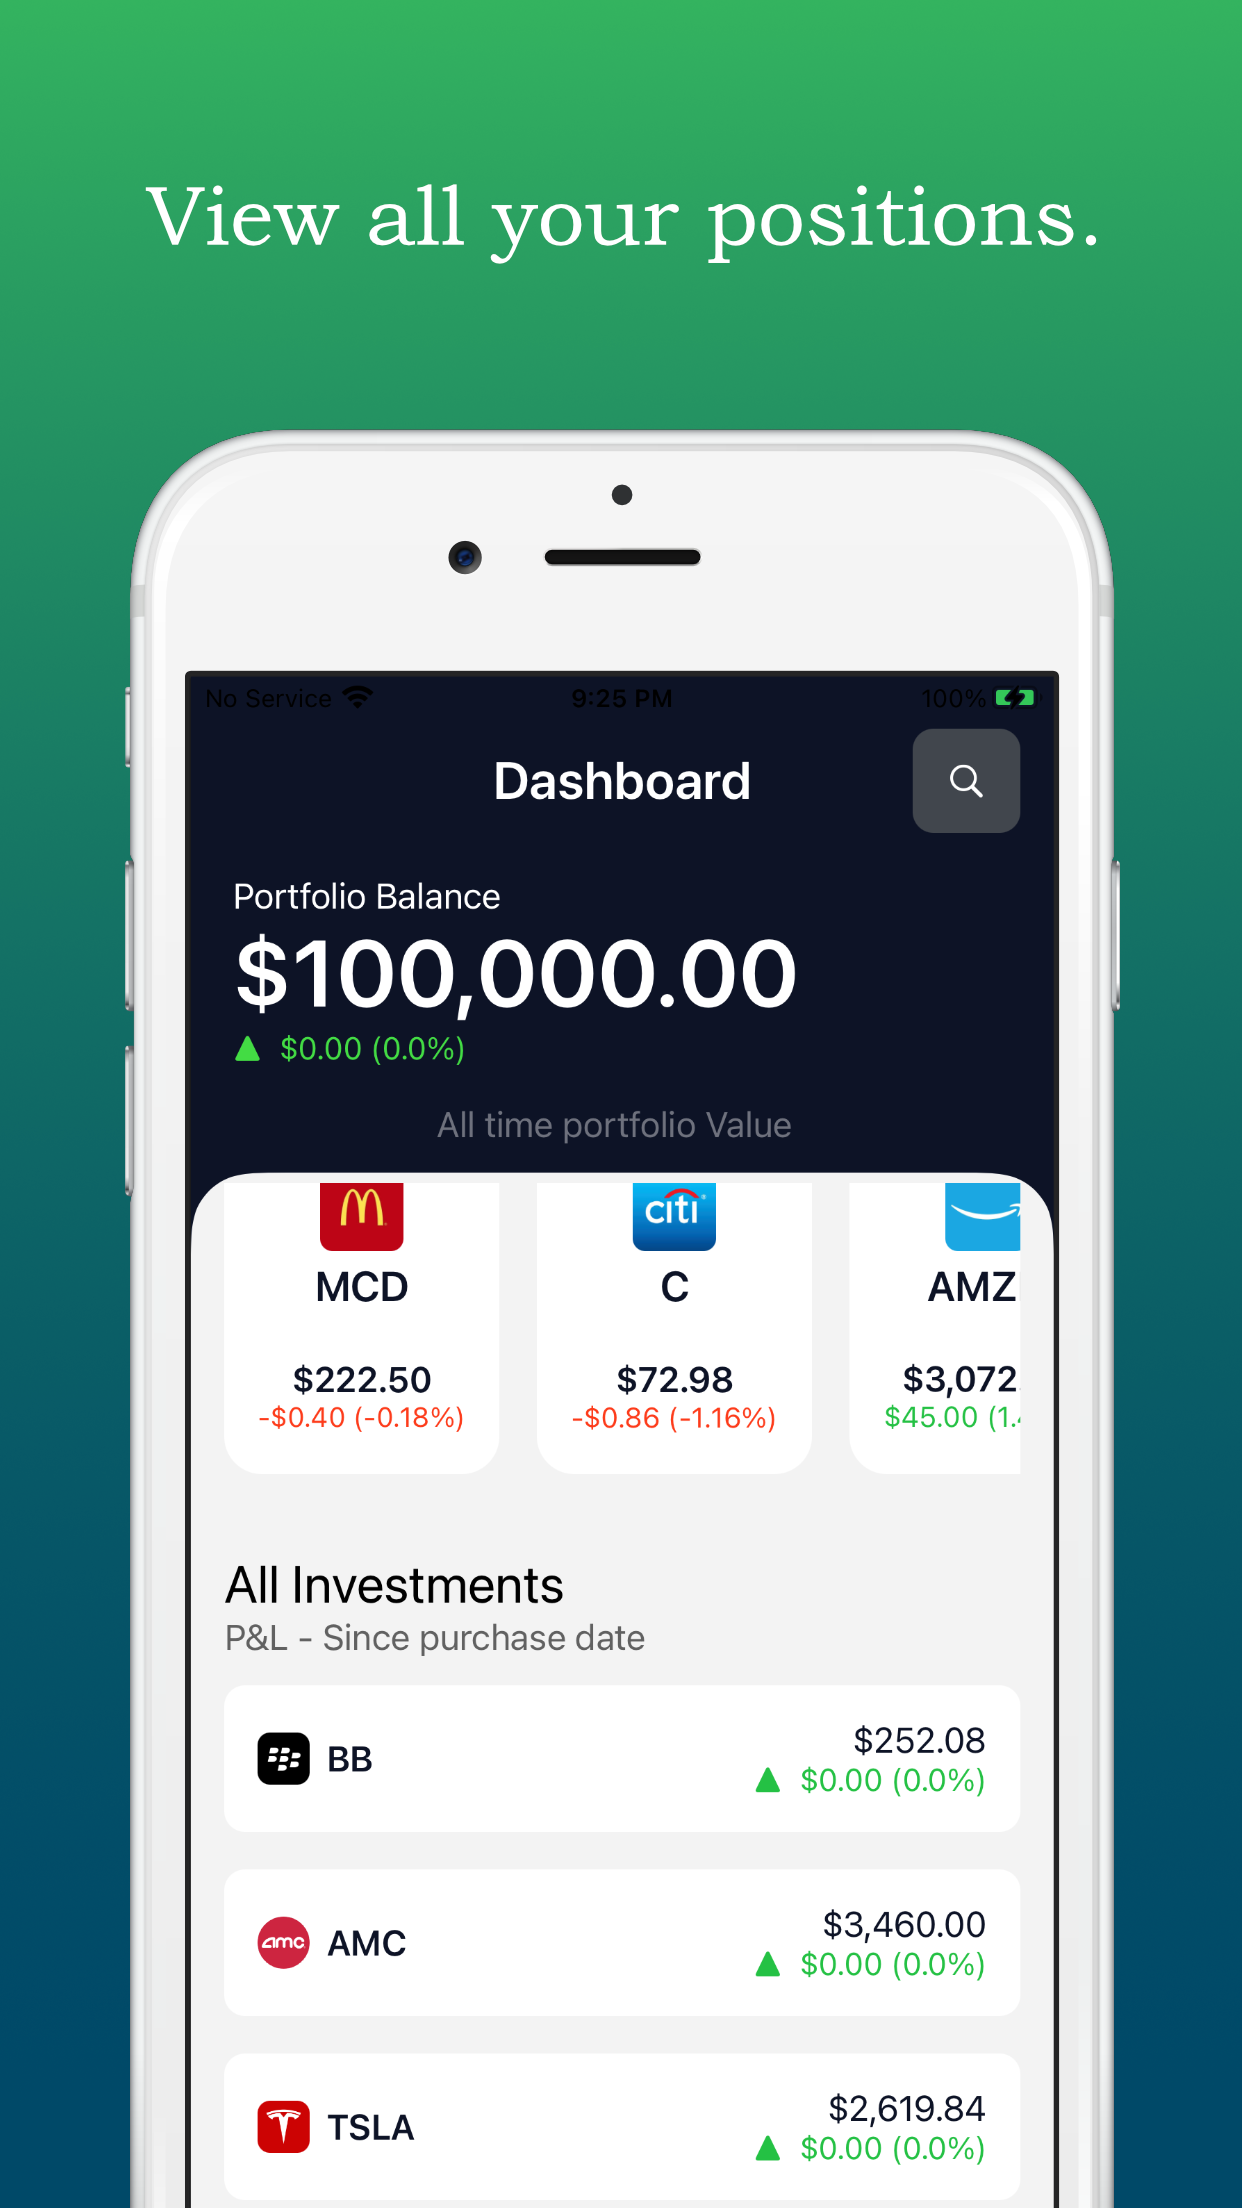 View all your positions.
No Service 9:25 PM 100%
Dashboard
Portfolio Balance
$100,000.00
$0.00 (0.0%)
All time portfolio Value
citi
MCD C AMZ
$222.50 $72.98 $3,072
-$0.40 (-0.18%) -$0.86 (-1.16%) $45.00 (1.
All Investments
P&L - Since purchase date
BB $252.08
$0.00 (0.0%)
amc AMC $3,460.00
$0.00 (0.0%)
TSLA $2,619.84
$0.00 (0.0%)